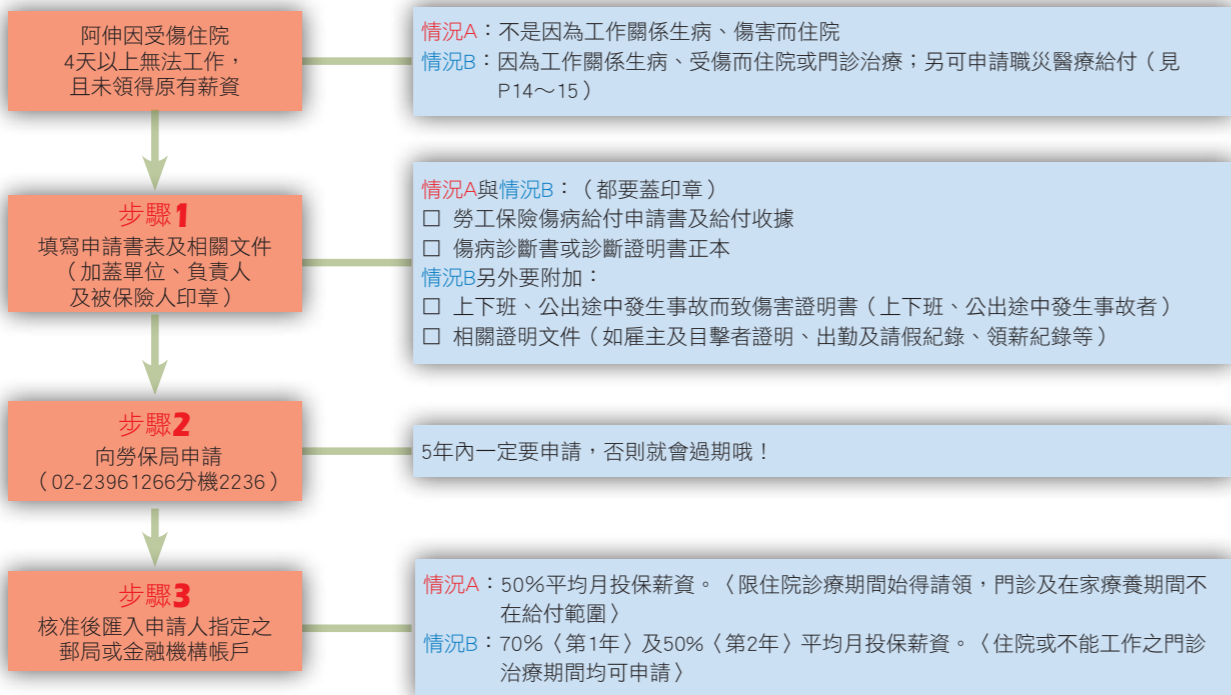 阿伸因受傷住院
4天以上無法工作，
且未領得原有薪資
情況A：不是因為工作關係生病、傷害而住院
情況B：因為工作關係生病、受傷而住院或門診治療；另可申請職災醫療給付（見
P14～15）
步驟1
填寫申請書表及相關文件
（加蓋單位、負責人
及被保險人印章）
情況A與情況B：（都要蓋印章）
□ 勞工保險傷病給付申請書及給付收據
□ 傷病診斷書或診斷證明書正本
情況B另外要附加：
□ 上下班、公出途中發生事故而致傷害證明書（上下班、公出途中發生事故者）
□ 相關證明文件（如雇主及目擊者證明、出勤及請假紀錄、領薪紀錄等）
步驟2
向勞保局申請
（02-23961266分機2236）
5年內一定要申請，否則就會過期哦！
步驟3
核准後匯入申請人指定之
郵局或金融機構帳戶
情況A：50%平均月投保薪資。〈限住院診療期間始得請領，門診及在家療養期間不
在給付範圍〉
情況B：70%〈第1年〉及50%〈第2年〉平均月投保薪資。〈住院或不能工作之門診
治療期間均可申請〉